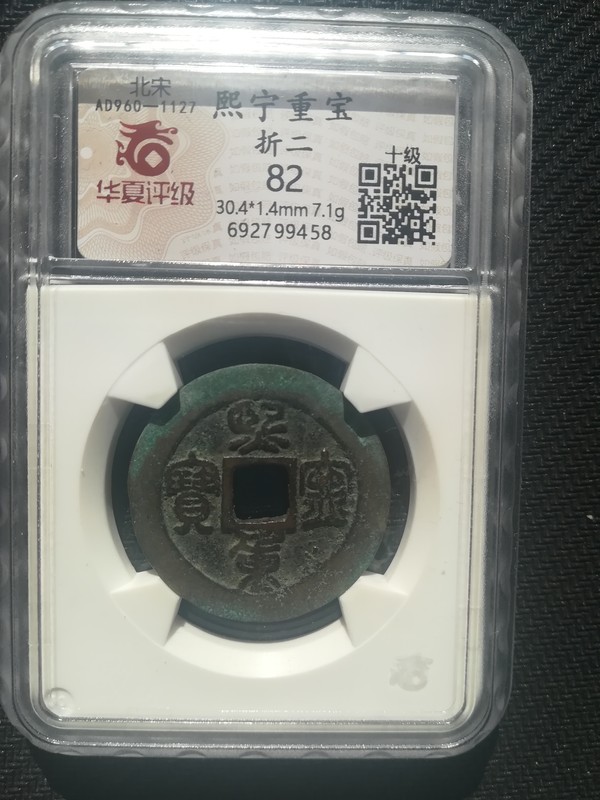 北宋
AD960—1127
熙宁重宝
华夏评级
折二
82
30.4*1.4mm 7.1g
692799458
十级
熙
寶 寧
重